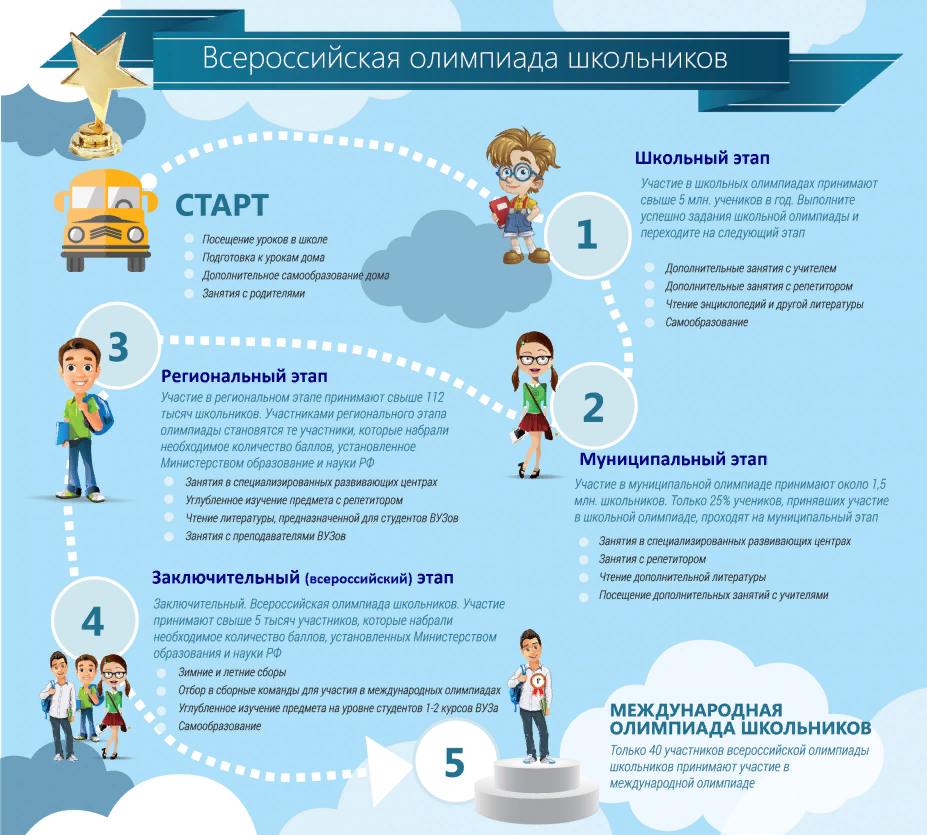 Всероссийская олимпиада школьников
СТАРТ
Посещение уроков в школе
Подготовка к урокам дома
Дополнительное самообразование дома
Занятия с родителями
1
Школьный этап
Участие в школьных олимпиадах принимают
свыше 5 млн. учеников в год. Выполните
успешно задания школьной олимпиады и
переходите на следующий этап
Дополнительные занятия с учителем
Дополнительные занятия с репетитором
Чтение энциклопедий и другой литературы
Самообразование
2
Муниципальный этап
Участие в муниципальной олимпиаде принимают около 1,5
млн. школьников. Только 25% учеников, принявших участие
в школьной олимпиаде, проходят на муниципальный этап
Занятия в специализированных развивающих центрах
Занятия с репетитором
Чтение дополнительной литературы
Посещение дополнительных занятий с учителями
3
Региональный этап
Участие в региональном этапе принимают свыше 112
тысяч школьников. Участниками регионального этапа
олимпиады становятся те участники, которые набрали
необходимое количество баллов, установленное
Министерством образование и науки РФ
Занятия в специализированных развивающих центрах
Углубленное изучение предмета с репетитором
Чтение литературы, предназначенной для студентов ВУЗов
Занятия с преподавателями ВУЗов
4
Заключительный (всероссийский) этап
Заключительный. Всероссийская олимпиада школьников. Участие
принимают свыше 5 тысяч участников, которые набрали
необходимое количество баллов, установленных Министерством
образования и науки РФ
Зимние и летние сборы
Отбор в сборные команды для участия в международных олимпиадах
Углубленное изучение предмета на уровне студентов 1-2 курсов ВУЗа
Самообразование
5
МЕЖДУНАРОДНАЯ
ОЛИМПИАДА ШКОЛЬНИКОВ
Только 40 участников всероссийской олимпиады
школьников принимают участие в
международной олимпиаде